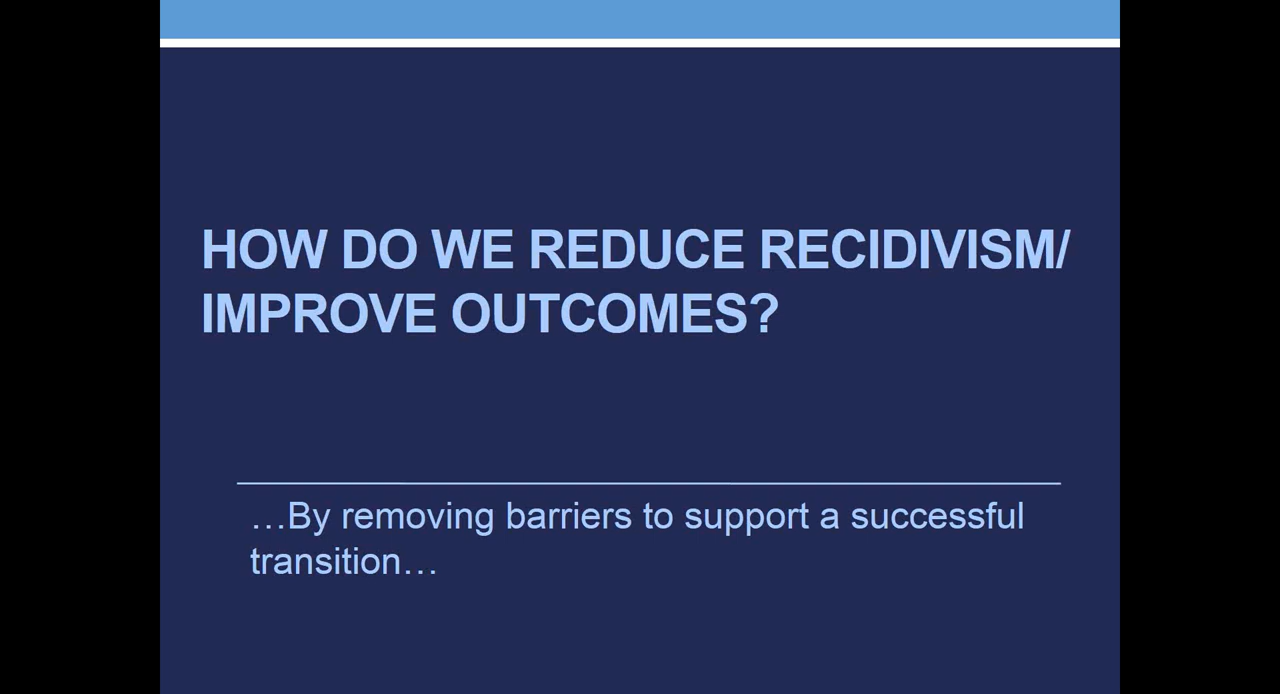 HOW DO WE REDUCE RECIDIVISM/
IMPROVE OUTCOMES?
…By removing barriers to support a successful
transition…